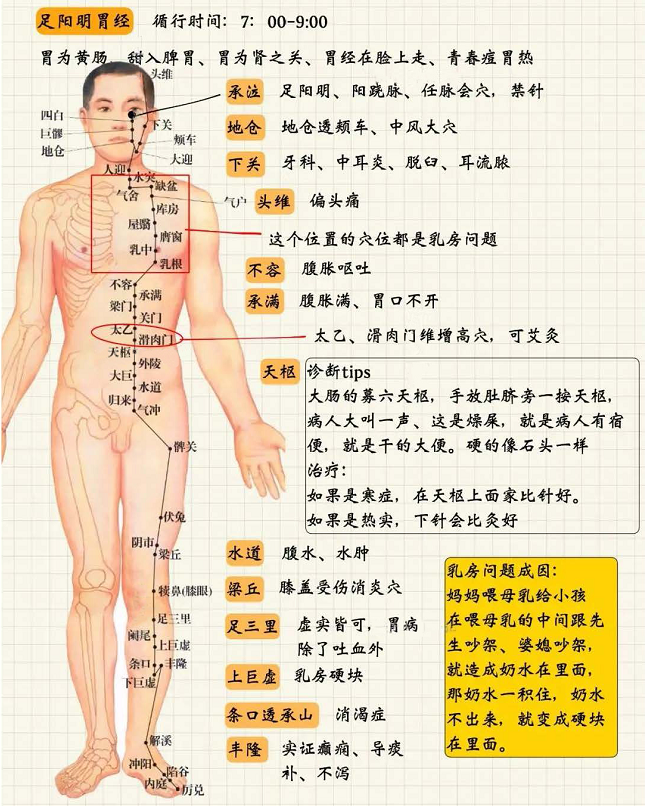 足阳明胃经 循行时间：7：00-9:00
胃为黄肠、甜入脾胃、胃为肾之关、胃经在脸上走、青春痘胃热
头维
承泣 足阳明、阳跷脉、任脉会穴，禁针
四白
巨髎
地仓
下关
颊车
大迎
地仓 地仓透颊车、中风大穴
下关 牙科、中耳炎、脱臼、耳流脓
人迎
水突
气舍
缺盆
气户
头维 偏头痛
库房
屋翳
膺窗
乳中
乳根
这个位置的穴位都是乳房问题
不容 腹胀呕吐
承满 腹胀满、胃口不开
不容
承满
梁门
关门
太乙
滑肉门
太乙、滑肉门维增高穴，可艾灸
天枢
外陵
大巨
水道
归来
气冲
天枢
诊断tips
大肠的募六天枢，手放肚脐旁一按天枢，
病人大叫一声、这是燥屎，就是病人有宿
便，就是干的大便。硬的像石头一样
治疗：
如果是寒症，在天枢上面家比针好。
如果是热实，下针会比灸好
髀关
伏兔
阴市
梁丘
犊鼻(膝眼)
足三里
阑尾
上巨虚
条口
丰隆
下巨虚
解溪
冲阳
陷谷
内庭
厉兑
水道 腹水、水肿
梁丘 膝盖受伤消炎穴
足三里 虚实皆可，胃病
除了吐血外
上巨虚 乳房硬块
条口透承山 消渴症
丰隆 实证癫痫、导痰
补、不泻
乳房问题成因：
妈妈喂母乳给小孩
在喂母乳的中间跟先
生吵架、婆媳吵架，
就造成奶水在里面，
那奶水一积住，奶水
不出来，就变成硬块
在里面。